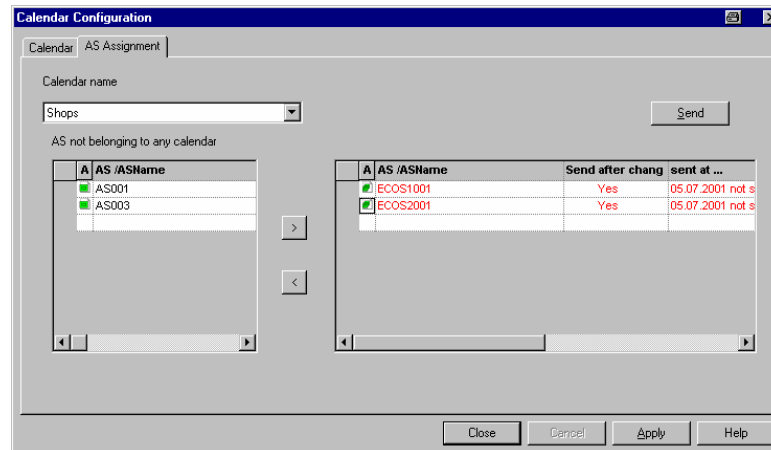 Calendar Configuration
Calendar AS Assignment
Calendar name
Shops
Send
AS not belonging to any calendar
A AS /ASName
AS001
AS003
A AS /ASName Send after chang sent at ...
ECOS1001 Yes 05.07.2001 not s
ECOS2001 Yes 05.07.2001 not s
>
<
Close Cancel Apply Help